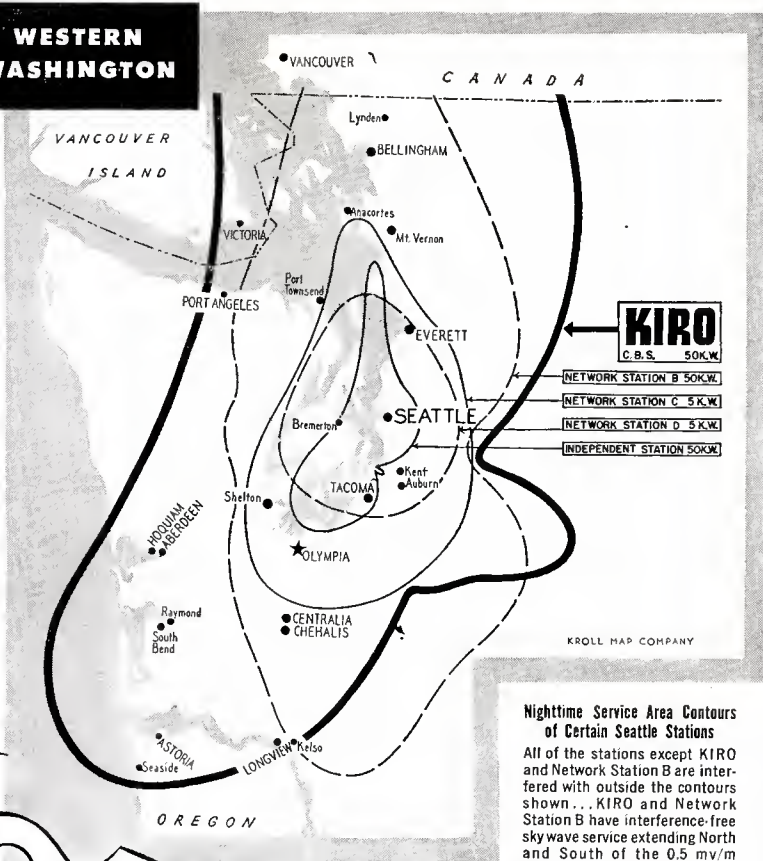 WESTERN
WASHINGTON
VANCOUVER
CANADA
Lynden
VANCOUVER
ISLAND
BELLINGHAM
Anacortes
Mt. Vernon
VICTORIA
Port
Townsend
PORT ANGELES
EVERETT
KIRO
C.B.S. 50K.W.
NETWORK STATION B 50K.W.
NETWORK STATION C 5 K.W.
NETWORK STATION D 5 K.W.
INDEPENDENT STATION 50K.W.
SEATTLE
Bremerton
Kent
Auburn
TACOMA
Shelton
HOQUIAM
ABERDEEN
OLYMPIA
Raymond
South
Bend
CENTRALIA
CHEHALIS
KROLL MAP COMPANY
ASTORIA
Seaside
LONGVIEW
Kelso
OREGON
Nighttime Service Area Contours
of Certain Seattle Stations
All of the stations except KIRO
and Network Station B are inter-
fered with outside the contours
shown...KIRO and Network
Station B have interference-free
sky wave service extending North
and South of the 0.5 mv/m